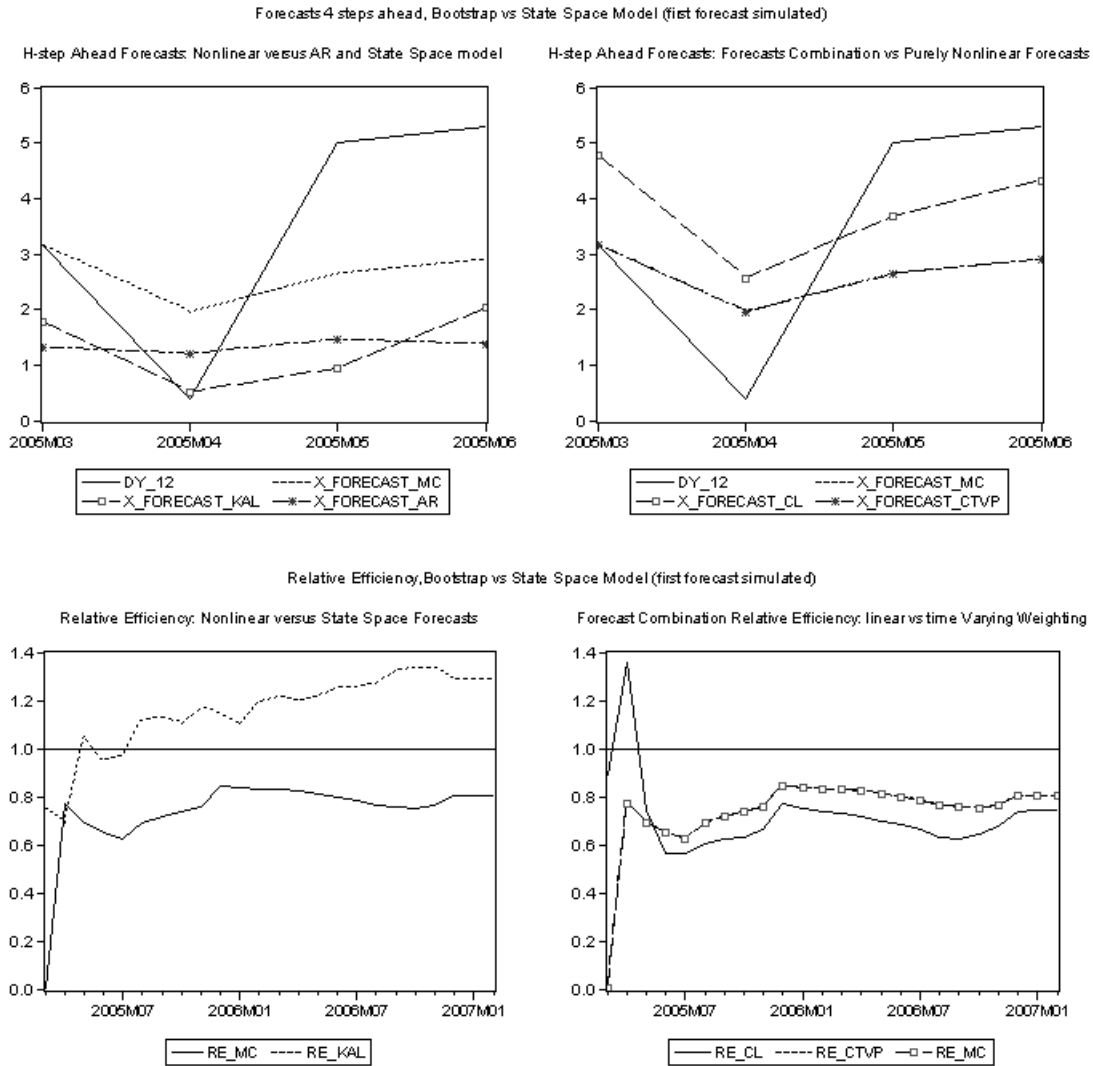 Forecasts 4 steps ahead, Bootstrap vs State Space Model (first forecast simulated)
H-step Ahead Forecasts: Nonlinear versus AR and State Space model
6
5
4
3
2
1
0
2005M03 2005M04 2005M05 2005M06
DY_12 X_FORECAST_MC
X_FORECAST_KAL X_FORECAST_AR
H-step Ahead Forecasts: Forecasts Combination vs Purely Nonlinear Forecasts
6
5
4
3
2
1
0
2005M03 2005M04 2005M05 2005M06
DY_12 X_FORECAST_MC
X_FORECAST_CL X_FORECAST_CTVP
Relative Efficiency, Bootstrap vs State Space Model (first forecast simulated)
Relative Efficiency: Nonlinear versus State Space Forecasts
1.4
1.2
1.0
0.8
0.6
0.4
0.2
0.0
2005M07 2006M01 2006M07 2007M01
RE_MC RE_KAL
Forecast Combination Relative Efficiency: linear vs time Varying Weighting
1.4
1.2
1.0
0.8
0.6
0.4
0.2
0.0
2005M07 2006M01 2006M07 2007M01
RE_CL RE_CTVP RE_MC